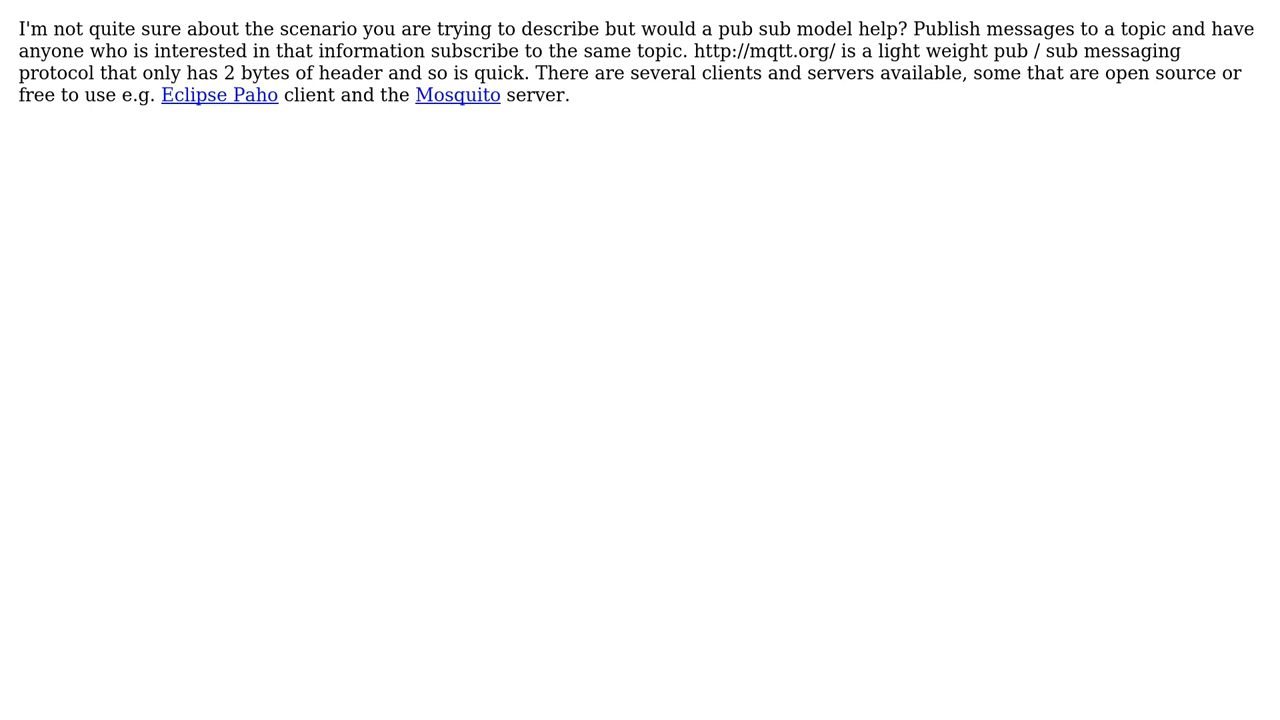 I'm not quite sure about the scenario you are trying to describe but would a pub sub model help? Publish messages to a topic and have
anyone who is interested in that information subscribe to the same topic. http://mqtt.org/ is a light weight pub / sub messaging
protocol that only has 2 bytes of header and so is quick. There are several clients and servers available, some that are open source or
free to use e.g. Eclipse Paho client and the Mosquito server.